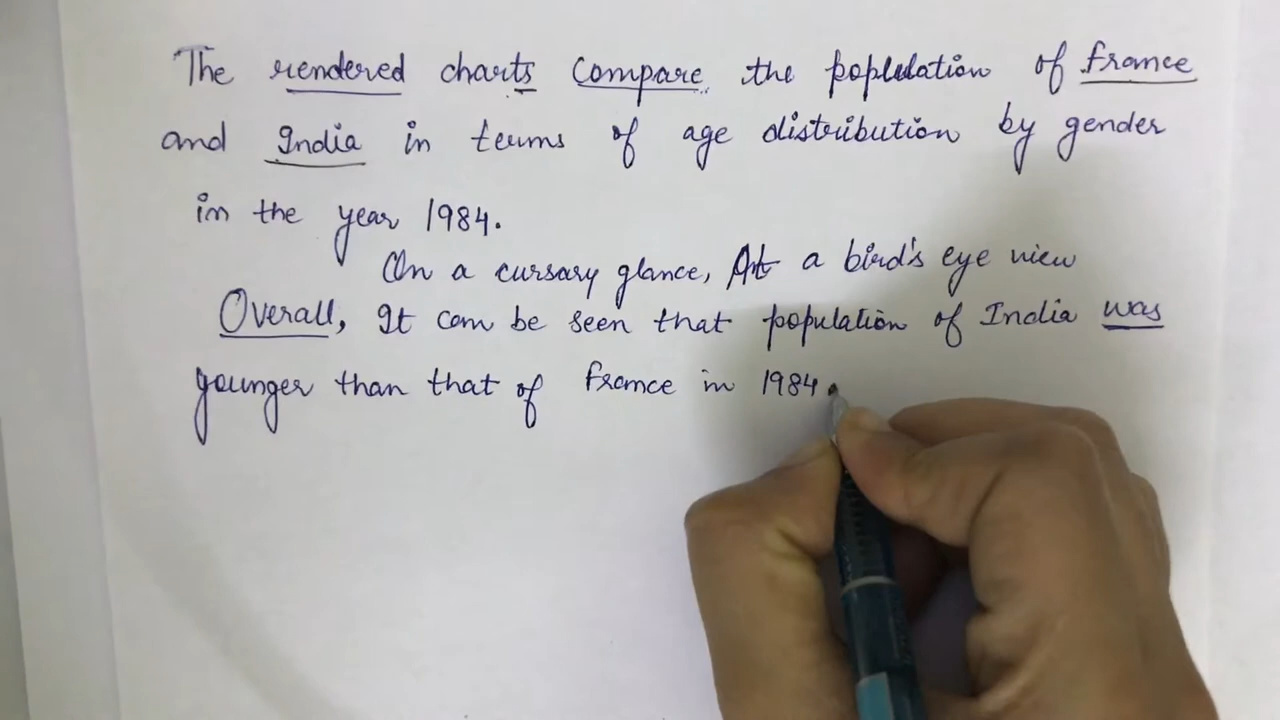 The rendered charts compare the population of france
and India in terms of age distribution by gender
in the year 1984.
On a cursary glance, At a bird's eye view
Overall, It can be seen that population of India was
younger than that of france in 1984.